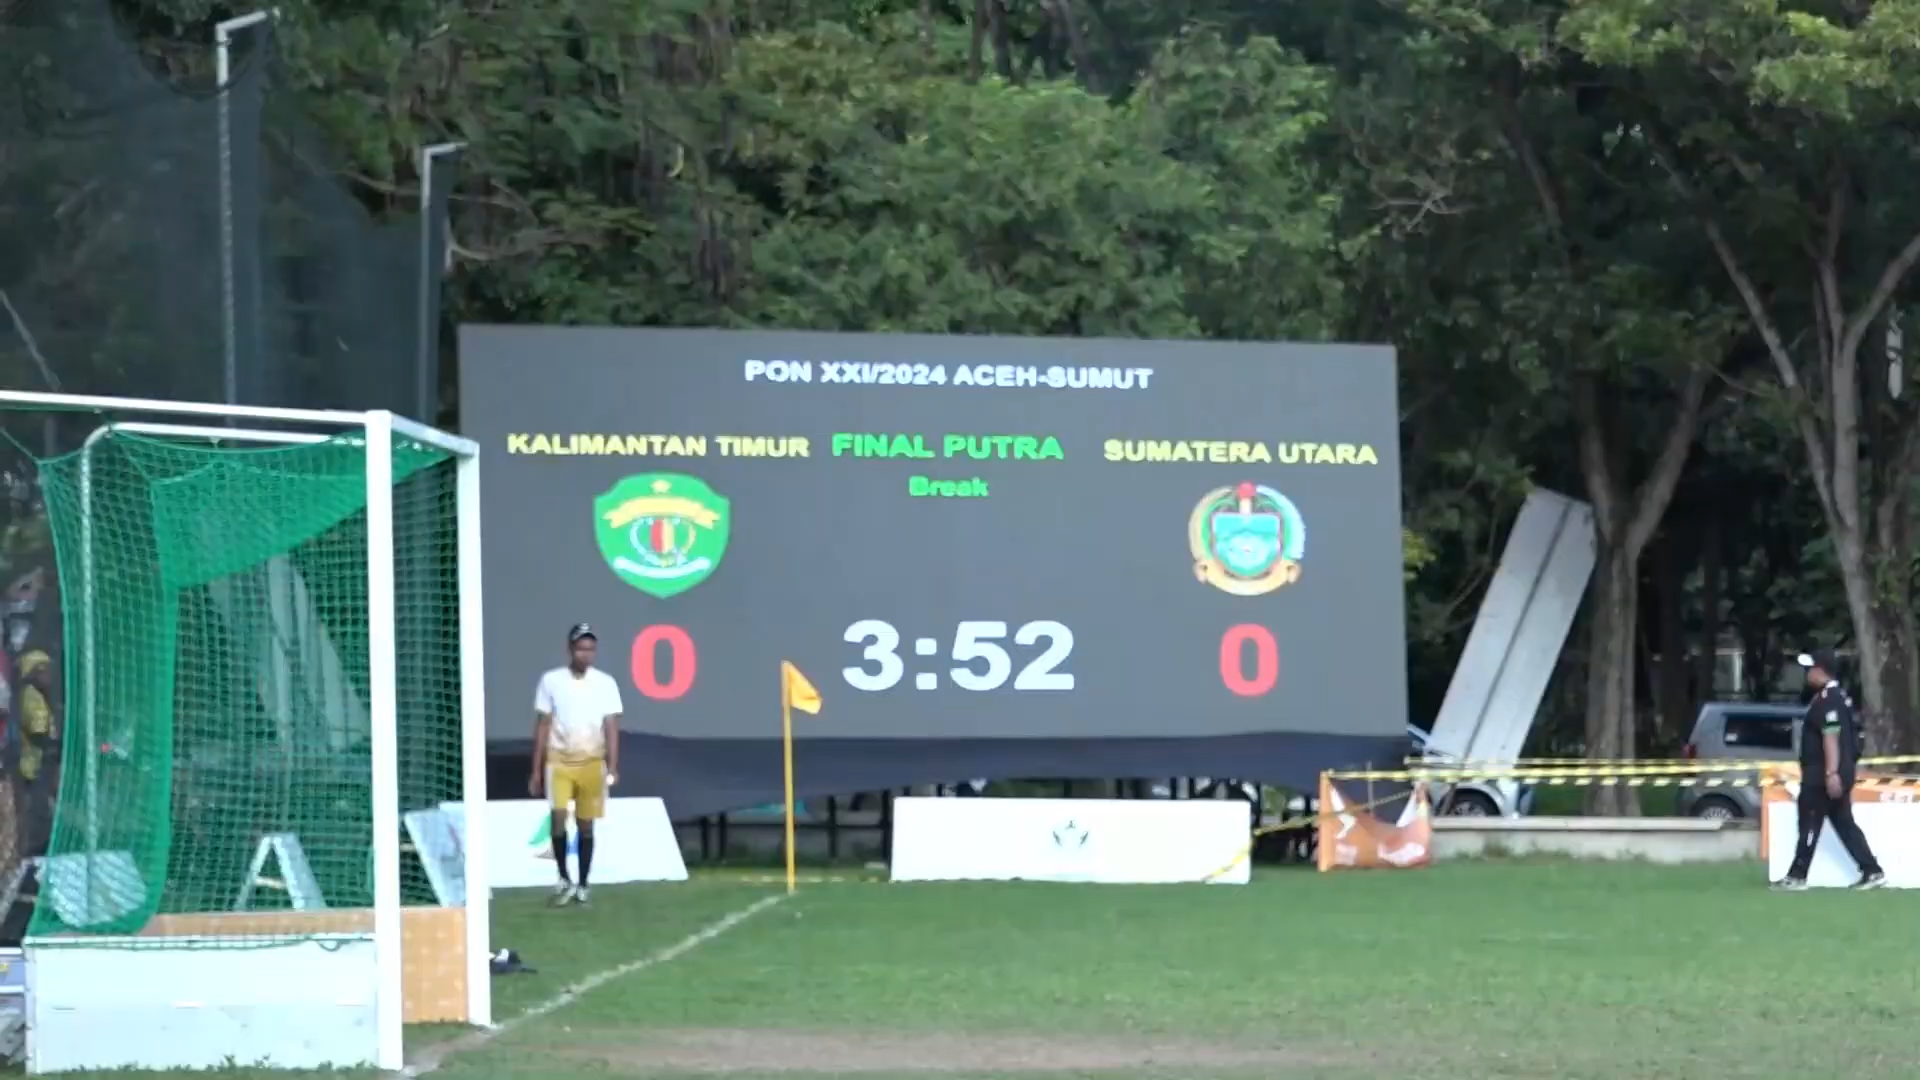 PON XXI/2024 ACEH-SUMUT
KALIMANTAN TIMUR FINAL PUTRA SUMATERA UTARA
Break
0 3:52 0